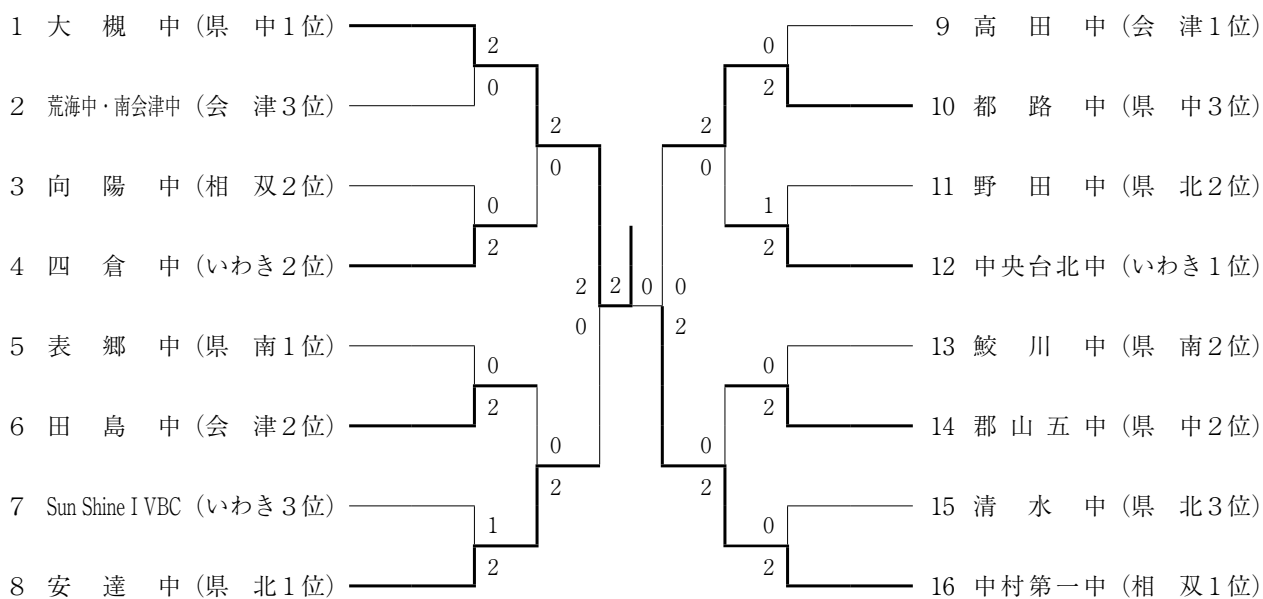 1 大槻中(県中1位)
2 荒海中・南会津中(会津3位)
3 向陽中(相双2位)
4 四倉中(いわき2位)
5 表郷中(県南1位)
6 田島中(会津2位)
7 Sun Shine I VBC(いわき3位)
8 安達中(県北1位)
2
0
0
2
0
2
1
2
2
0
0
2
2
0
2 0
0
2
2
0
0
2
0
2
1
2
0
2
0
2
9 高田中(会津1位)
10 都路中(県中3位)
11 野田中(県北2位)
12 中央台北中(いわき1位)
13 鮫川中(県南2位)
14 郡山五中(県中2位)
15 清水中(県北3位)
16 中村第一中(相双1位)